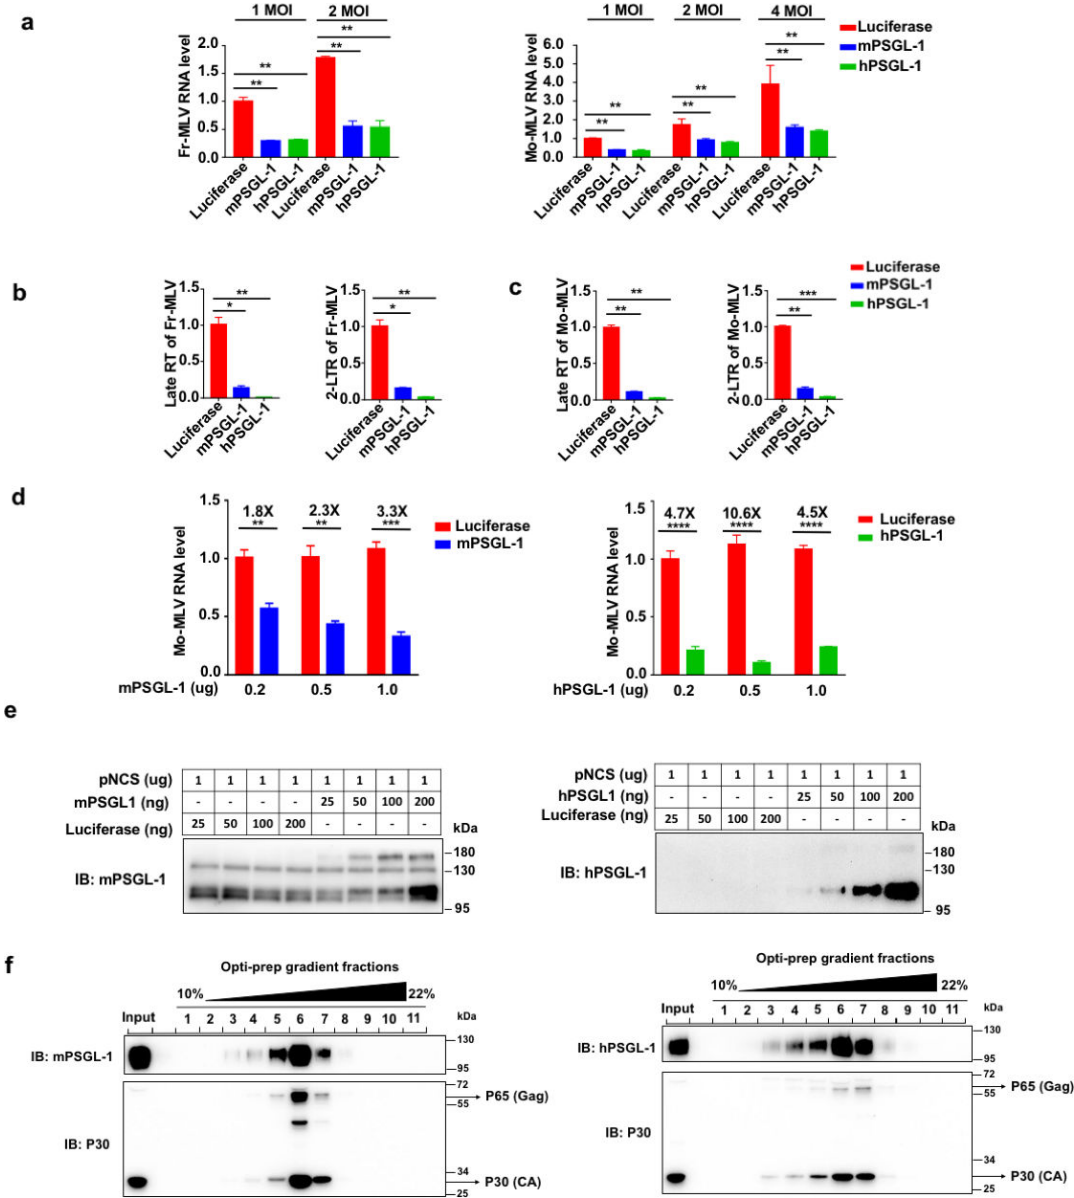 a
1 MOI 2 MOI
Fr-MLV RNA level
2.0
1.5
1.0
0.5
0.0
** ** ** **
Luciferase mPSGL-1 hPSGL-1 Luciferase mPSGL-1 hPSGL-1
1 MOI 2 MOI 4 MOI
Mo-MLV RNA level
6.0
5.0
4.0
3.0
2.0
1.0
0.0
** ** ** ** ** **
Luciferase mPSGL-1 hPSGL-1 Luciferase mPSGL-1 hPSGL-1 Luciferase mPSGL-1 hPSGL-1
Luciferase
mPSGL-1
hPSGL-1
b
Late RT of Fr-MLV
1.5
1.0
0.5
0.0
**
*
Luciferase mPSGL-1 hPSGL-1
2-LTR of Fr-MLV
1.5
1.0
0.5
0.0
**
*
Luciferase mPSGL-1 hPSGL-1
c
Late RT of Mo-MLV
1.5
1.0
0.5
0.0
**
**
Luciferase mPSGL-1 hPSGL-1
2-LTR of Mo-MLV
1.5
1.0
0.5
0.0
***
**
Luciferase mPSGL-1 hPSGL-1
Luciferase
mPSGL-1
hPSGL-1
d
Mo-MLV RNA level
1.5
1.0
0.5
0.0
1.8X 2.3X 3.3X
** ** ***
mPSGL-1 (ug) 0.2 0.5 1.0
Luciferase
mPSGL-1
Mo-MLV RNA level
1.5
1.0
0.5
0.0
4.7X 10.6X 4.5X
**** **** ****
hPSGL-1 (ug) 0.2 0.5 1.0
Luciferase
hPSGL-1
e
pNCS (ug) 1 1 1 1 1 1 1 1
mPSGL1 (ng) - - - - 25 50 100 200
Luciferase (ng) 25 50 100 200 - - - -
kDa
IB: mPSGL-1
180
130
95
pNCS (ug) 1 1 1 1 1 1 1 1
hPSGL1 (ng) - - - - 25 50 100 200
Luciferase (ng) 25 50 100 200 - - - -
kDa
IB: hPSGL-1
180
130
95
f
Opti-prep gradient fractions
10% 22%
Input 1 2 3 4 5 6 7 8 9 10 11 kDa
IB: mPSGL-1
130
95
72
P65 (Gag)
55
IB: P30
34
P30 (CA)
25
Opti-prep gradient fractions
10% 22%
Input 1 2 3 4 5 6 7 8 9 10 11 kDa
IB: hPSGL-1
130
95
72
P65 (Gag)
55
IB: P30
34
P30 (CA)
25